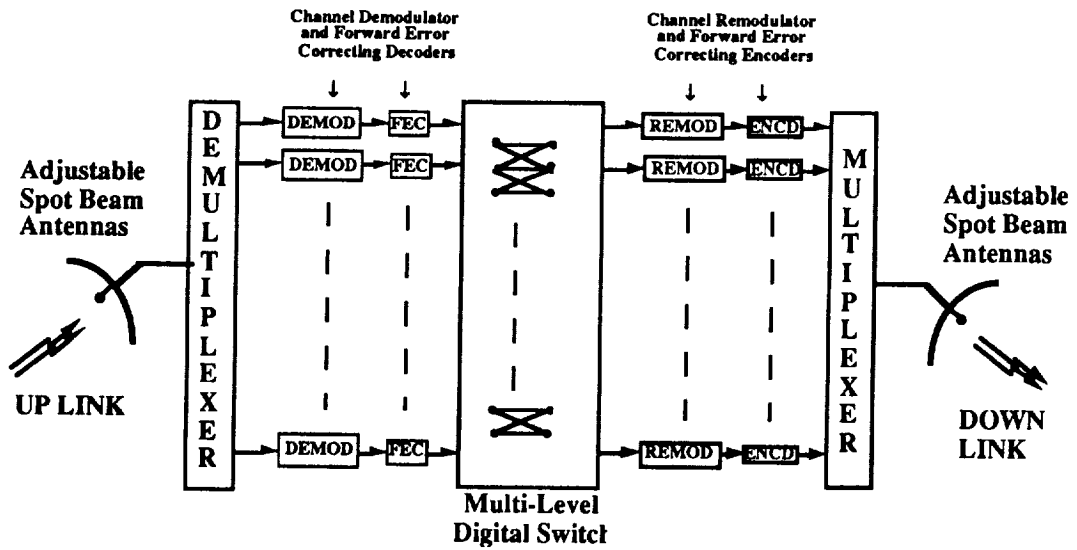 Channel Demodulator
and Forward Error
Correcting Decoders
Channel Remodulator
and Forward Error
Correcting Encoders
DEMULTIPLEXER
DEMOD
FEC
REMOD
ENCD
DEMOD
FEC
REMOD
ENCD
MULTIPLEXER
Adjustable
Spot Beam
Antennas
Adjustable
Spot Beam
Antennas
UP LINK
DOWN
LINK
DEMOD
FEC
REMOD
ENCD
Multi-Level
Digital Switch